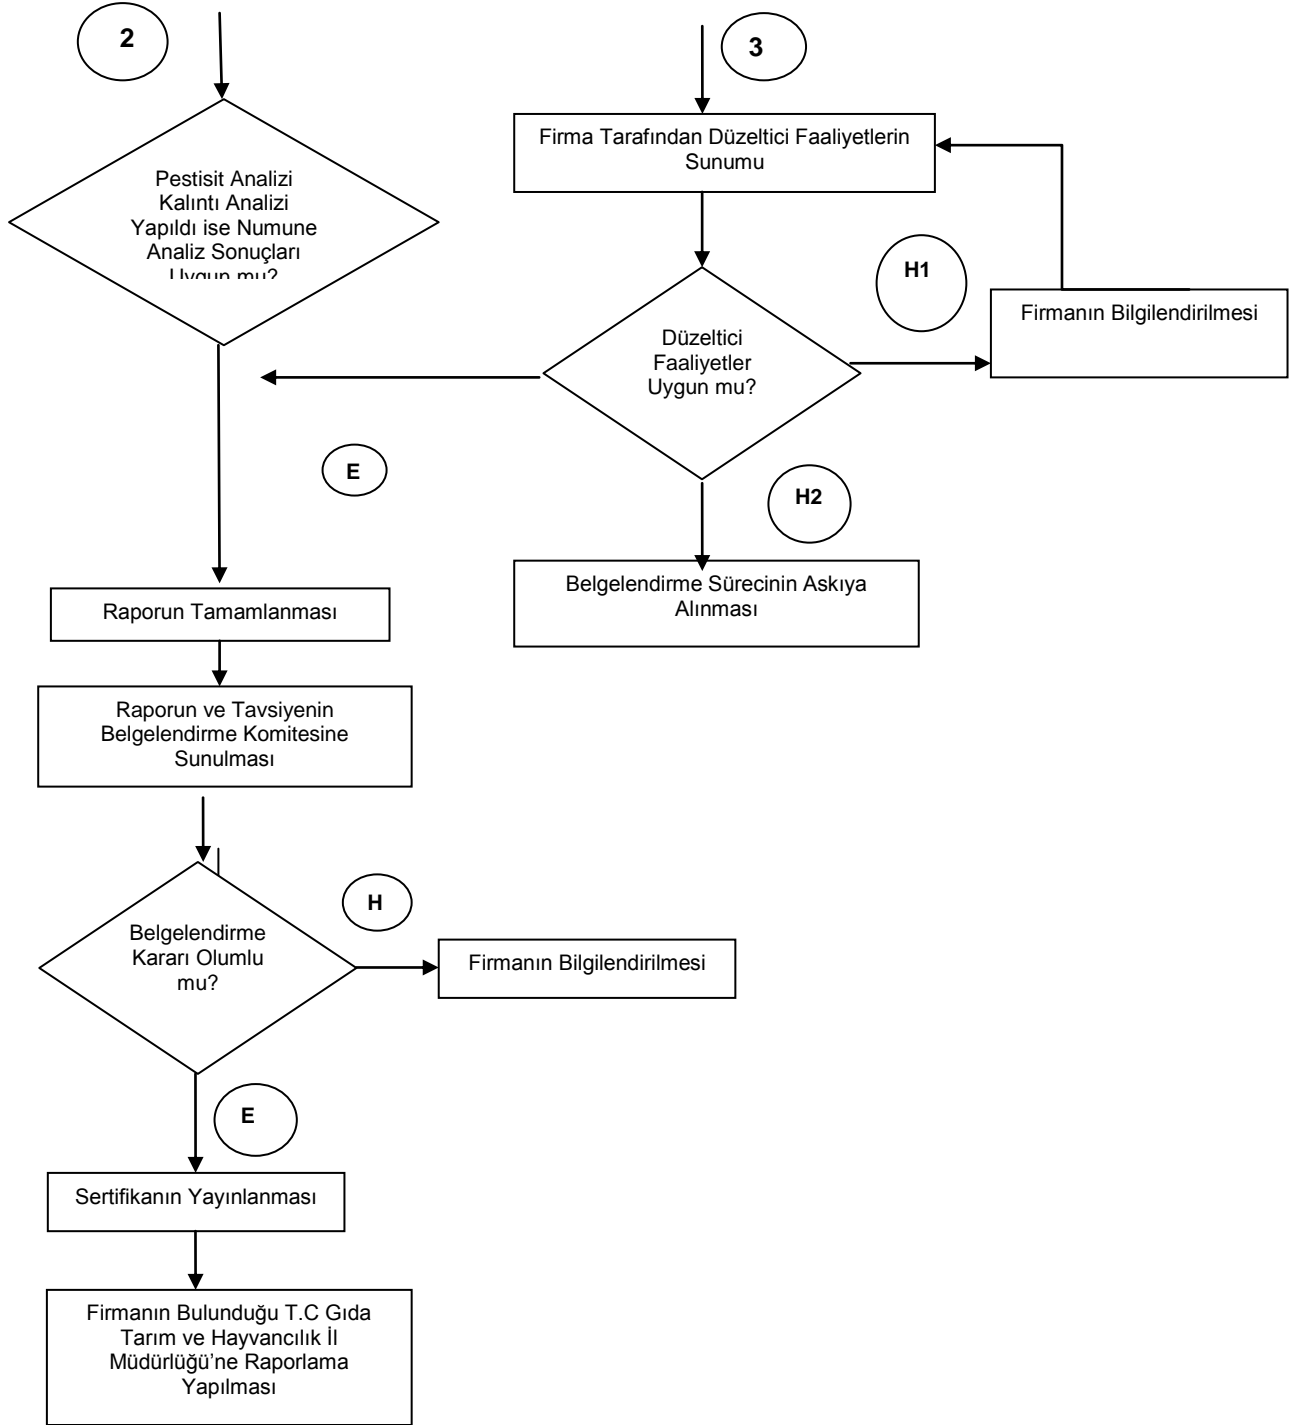 2
3
Pestisit Analizi
Kalıntı Analizi
Yapıldı ise Numune
Analiz Sonuçları
Uygun mu?
Firma Tarafından Düzeltici Faaliyetlerin
Sunumu
H1
Firmanın Bilgilendirilmesi
Düzeltici
Faaliyetler
Uygun mu?
E
H2
Belgelendirme Sürecinin Askıya
Alınması
Raporun Tamamlanması
Raporun ve Tavsiyenin
Belgelendirme Komitesine
Sunulması
H
Belgelendirme
Kararı Olumlu
mu?
Firmanın Bilgilendirilmesi
E
Sertifikanın Yayınlanması
Firmanın Bulunduğu T.C Gıda
Tarım ve Hayvancılık İl
Müdürlüğü’ne Raporlama
Yapılması